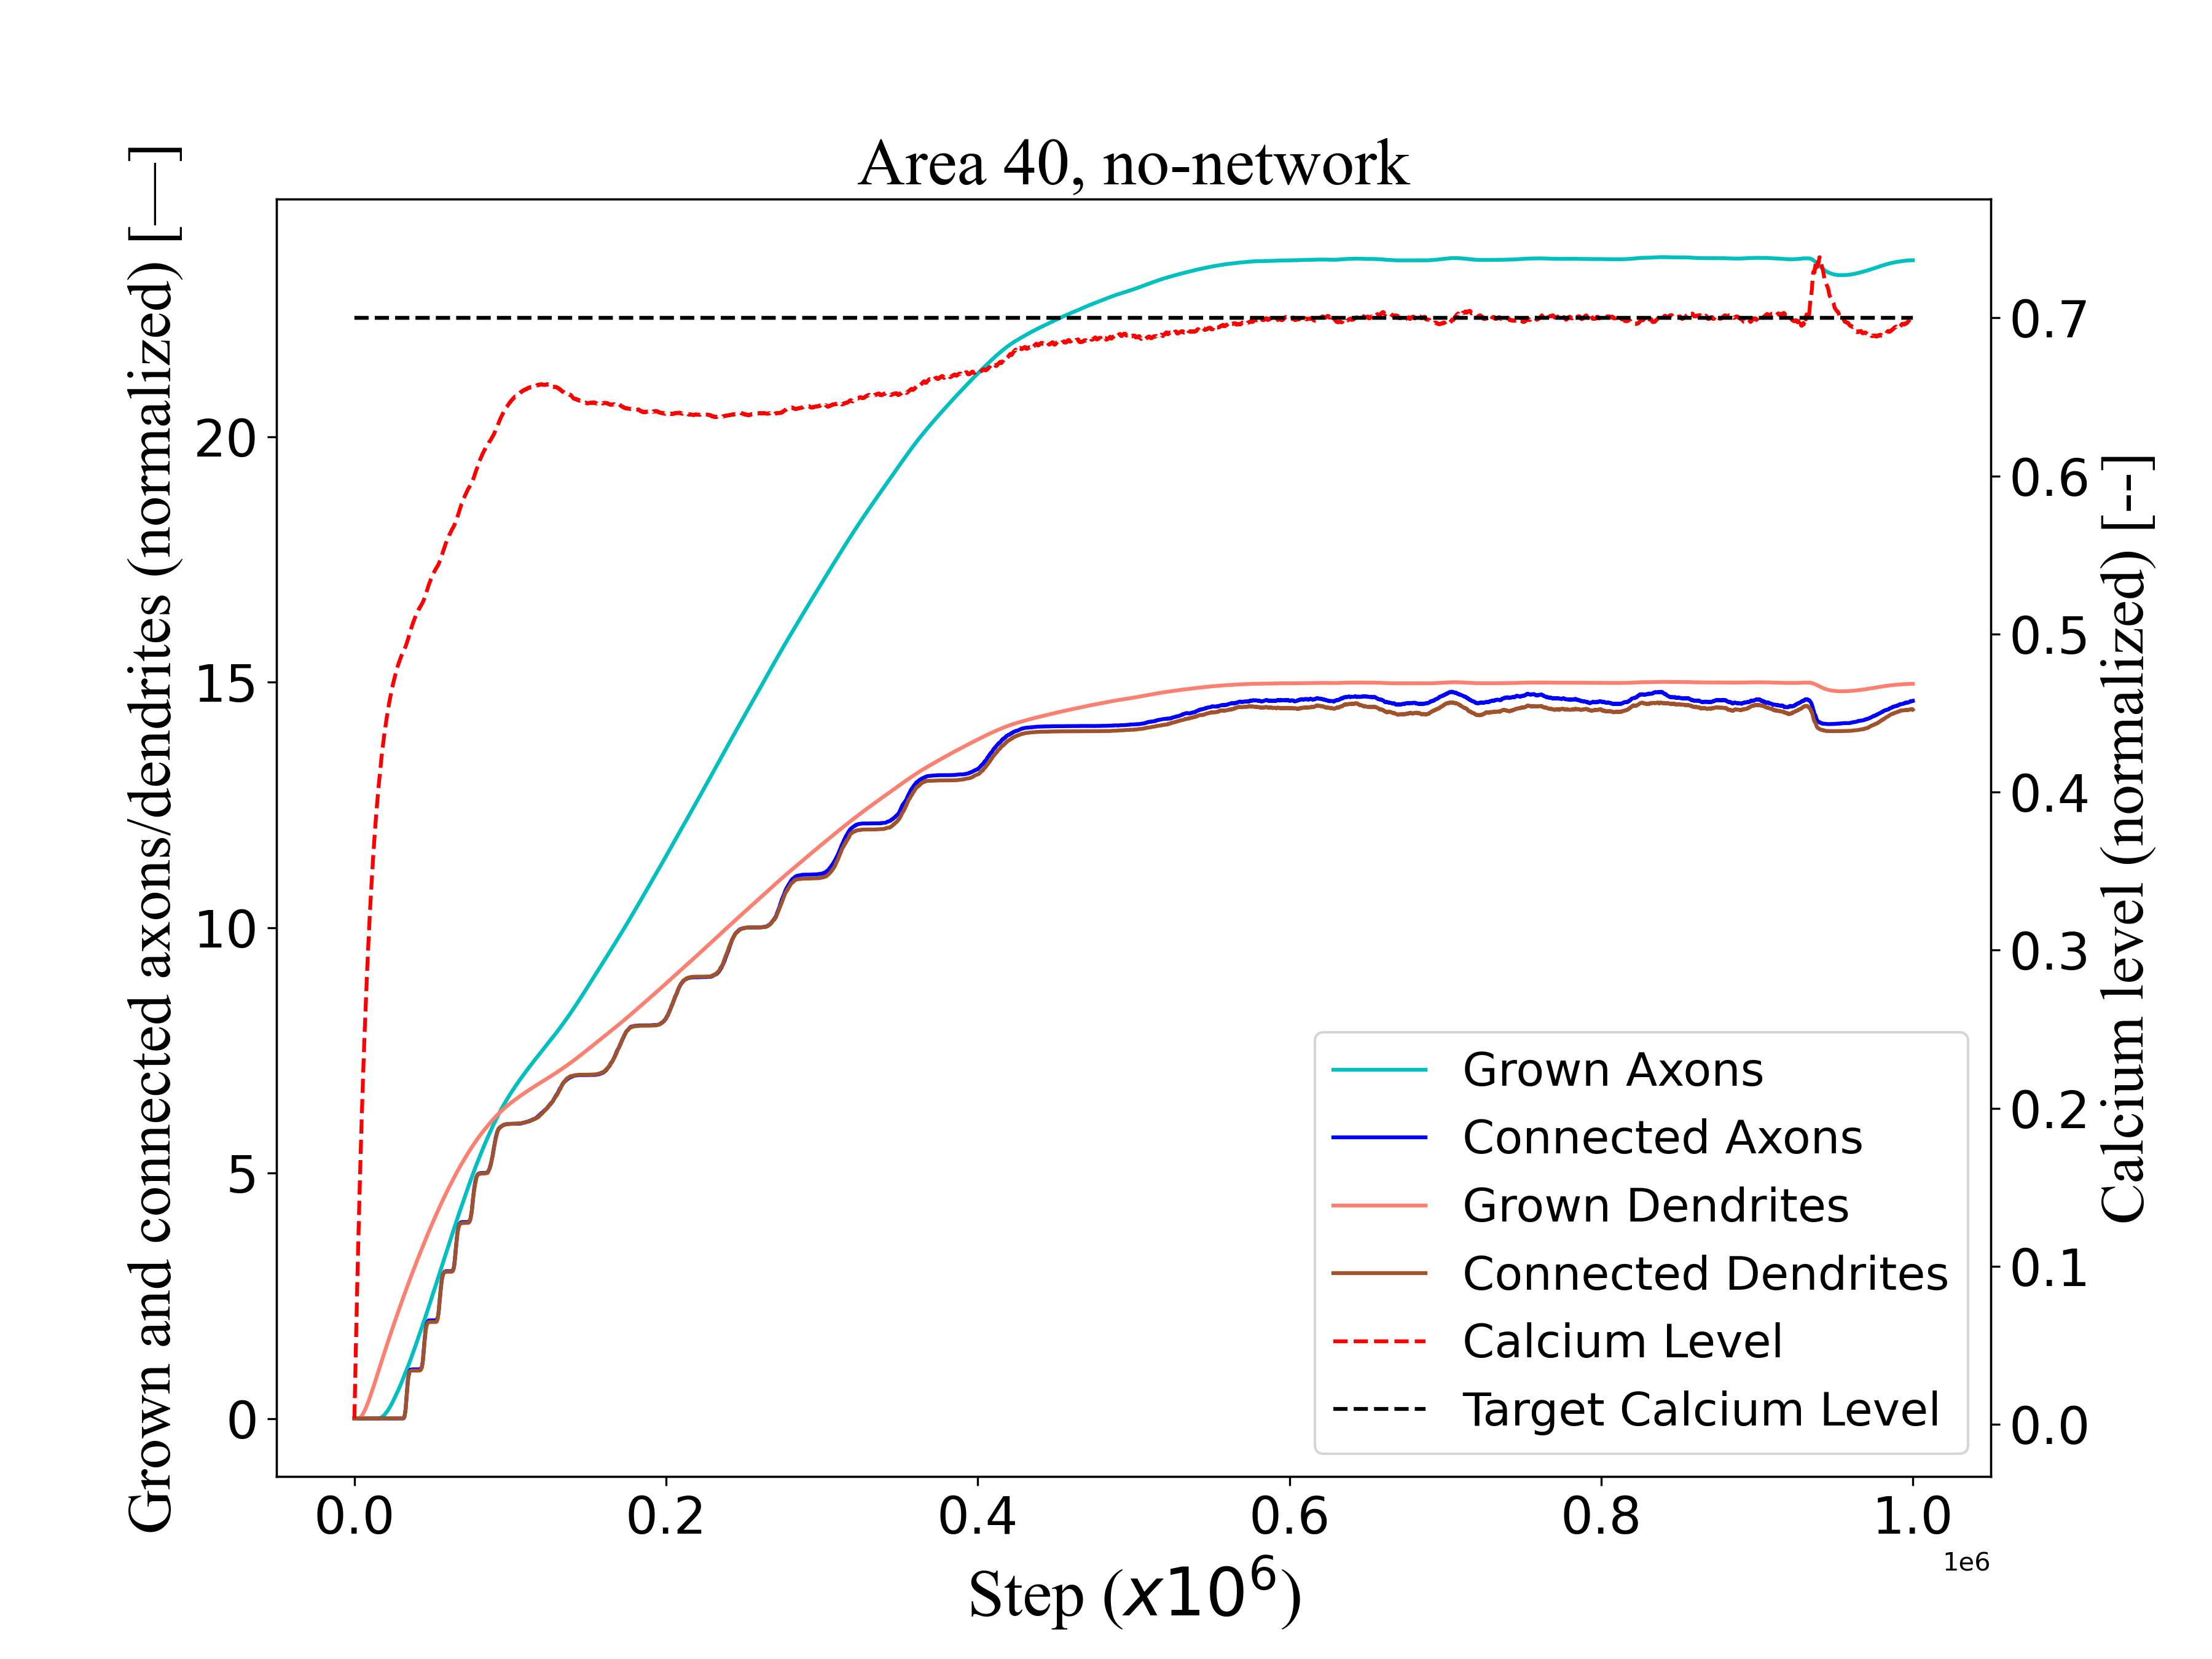 Area 40, no-network
Grown and connected axons/dendrites (normalized) [—]
20
15
10
5
0
0.7
0.6
0.5
0.4
0.3
0.2
0.1
0.0
Calcium level (normalized) [--]
Grown Axons
Connected Axons
Grown Dendrites
Connected Dendrites
Calcium Level
Target Calcium Level
0.0 0.2 0.4 0.6 0.8 1.0
1e6
Step (x10⁶)